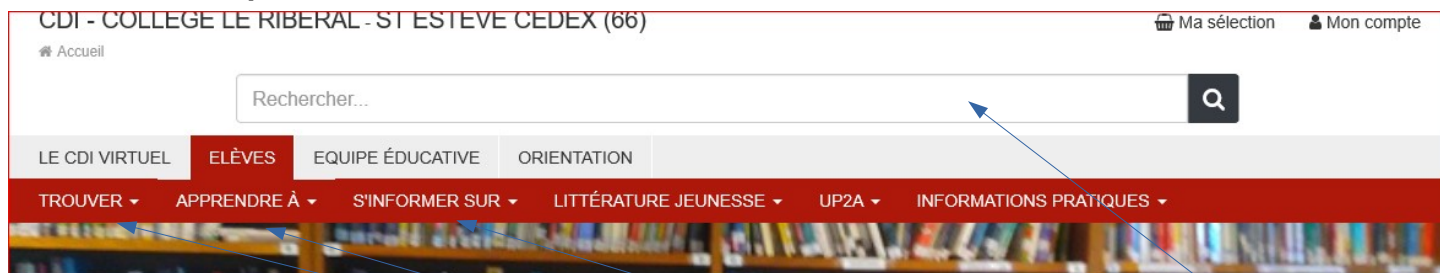 CDI - COLLEGE LE RIBERAL - ST ESTEVE CEDEX (66)
Ma sélection Mon compte
Accueil
Rechercher...
LE CDI VIRTUEL ELÈVES EQUIPE ÉDUCATIVE ORIENTATION
TROUVER APPRENDRE À S'INFORMER SUR LITTÉRATURE JEUNESSE UP2A INFORMATIONS PRATIQUES